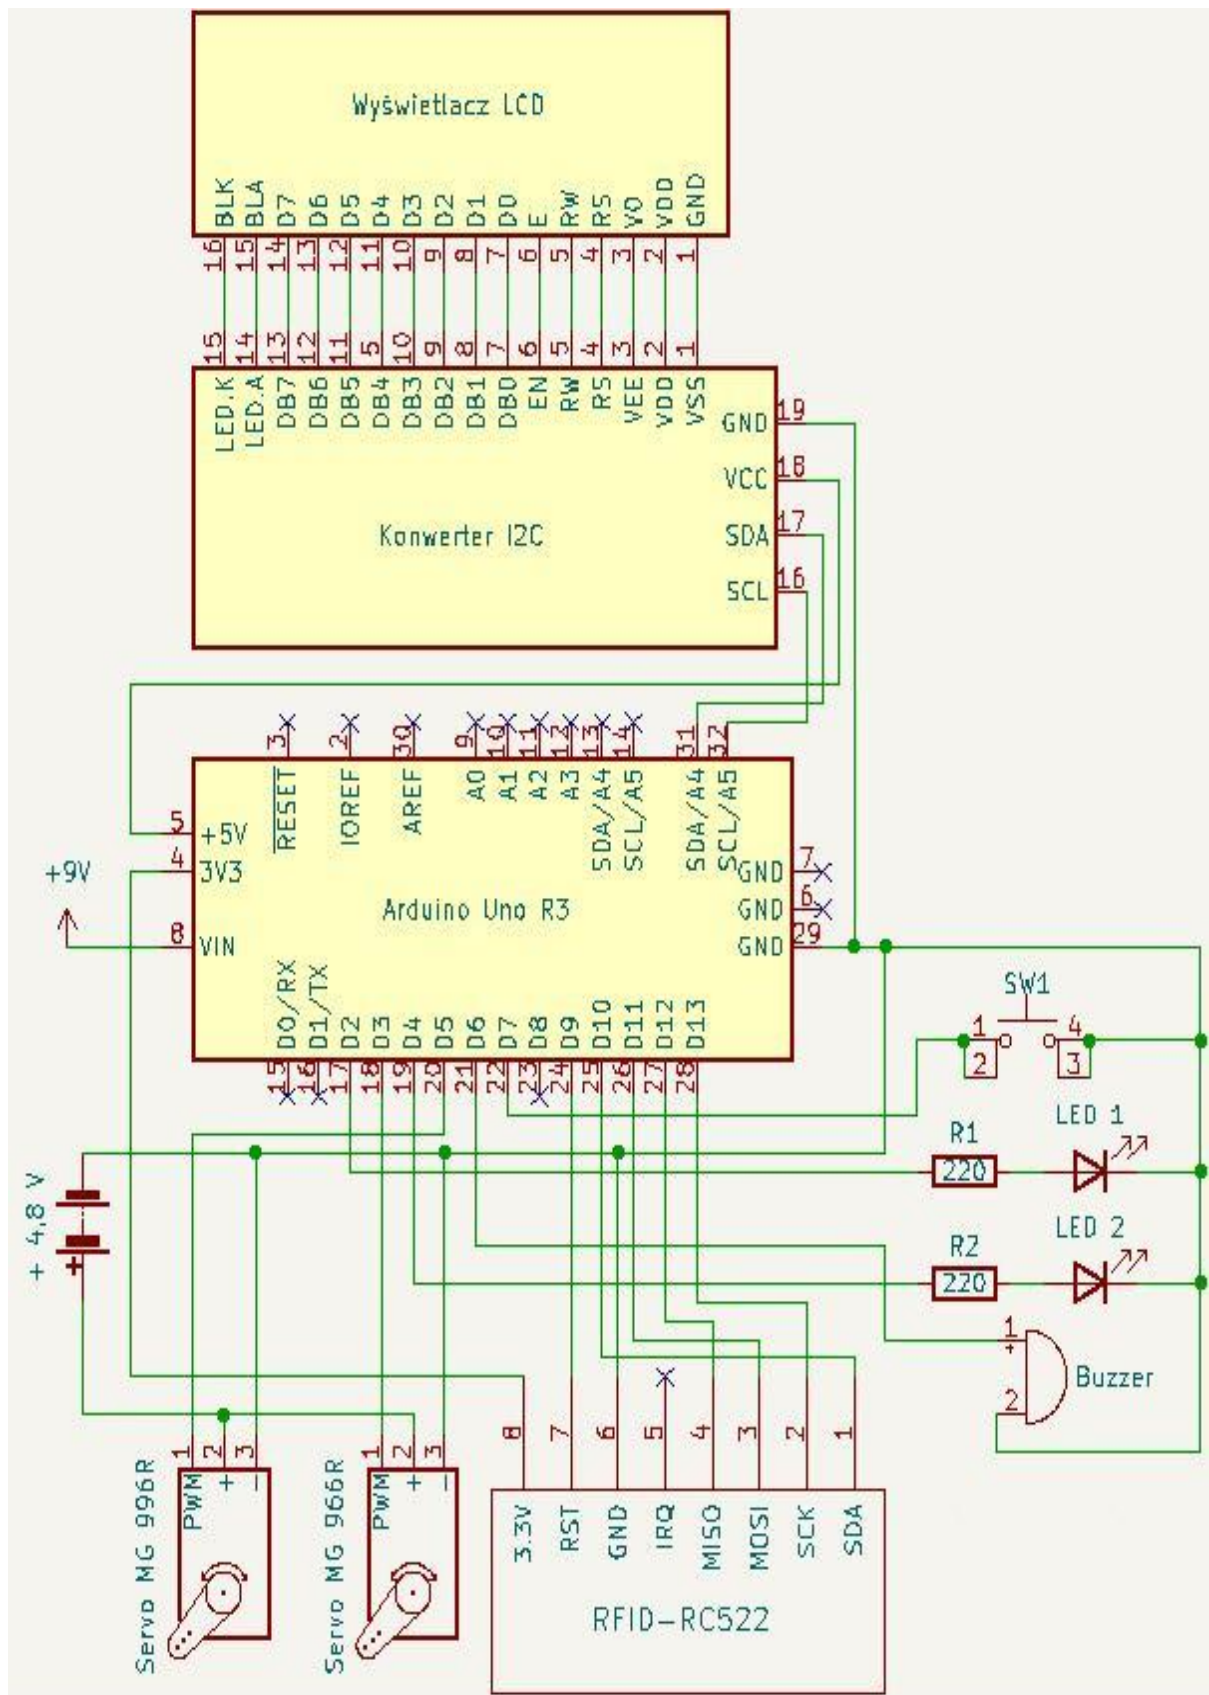 Wyświetlacz LCD
BLK BLA D7 D6 D5 D4 D3 D2 D1 D0 E RW RS VO VDD GND
16 15 14 13 12 11 10 9 8 7 6 5 4 3 2 1
15 14 13 12 11 5 10 9 8 7 6 5 4 3 2 1
LED.K LED.A DB7 DB6 DB5 DB4 DB3 DB2 DB1 DB0 EN RW RS VEE VDD VSS
GND 19
VCC 18
SDA 17
SCL 16
Konwerter I2C
3 2 30 9 10 11 12 13 14 31 32
RESET IOREF AREF A0 A1 A2 A3 SDA/A4 SCL/A5 SDA/A4 SCL/A5
5 +5V
4 3V3
+9V
8 VIN
Arduino Uno R3
GND 7
GND 6
GND 29
D0/RX D1/TX D2 D3 D4 D5 D6 D7 D8 D9 D10 D11 D12 D13
15 16 17 18 19 20 21 22 23 24 25 26 27 28
SW1
1 4
2 3
LED 1
R1
220
LED 2
R2
220
+ 4,8 V
+
1
+
2
Buzzer
1 2 3
PWM + -
Servo MG 996R
1 2 3
PWM + -
Servo MG 966R
8 7 6 5 4 3 2 1
3.3V RST GND IRQ MISO MOSI SCK SDA
RFID-RC522